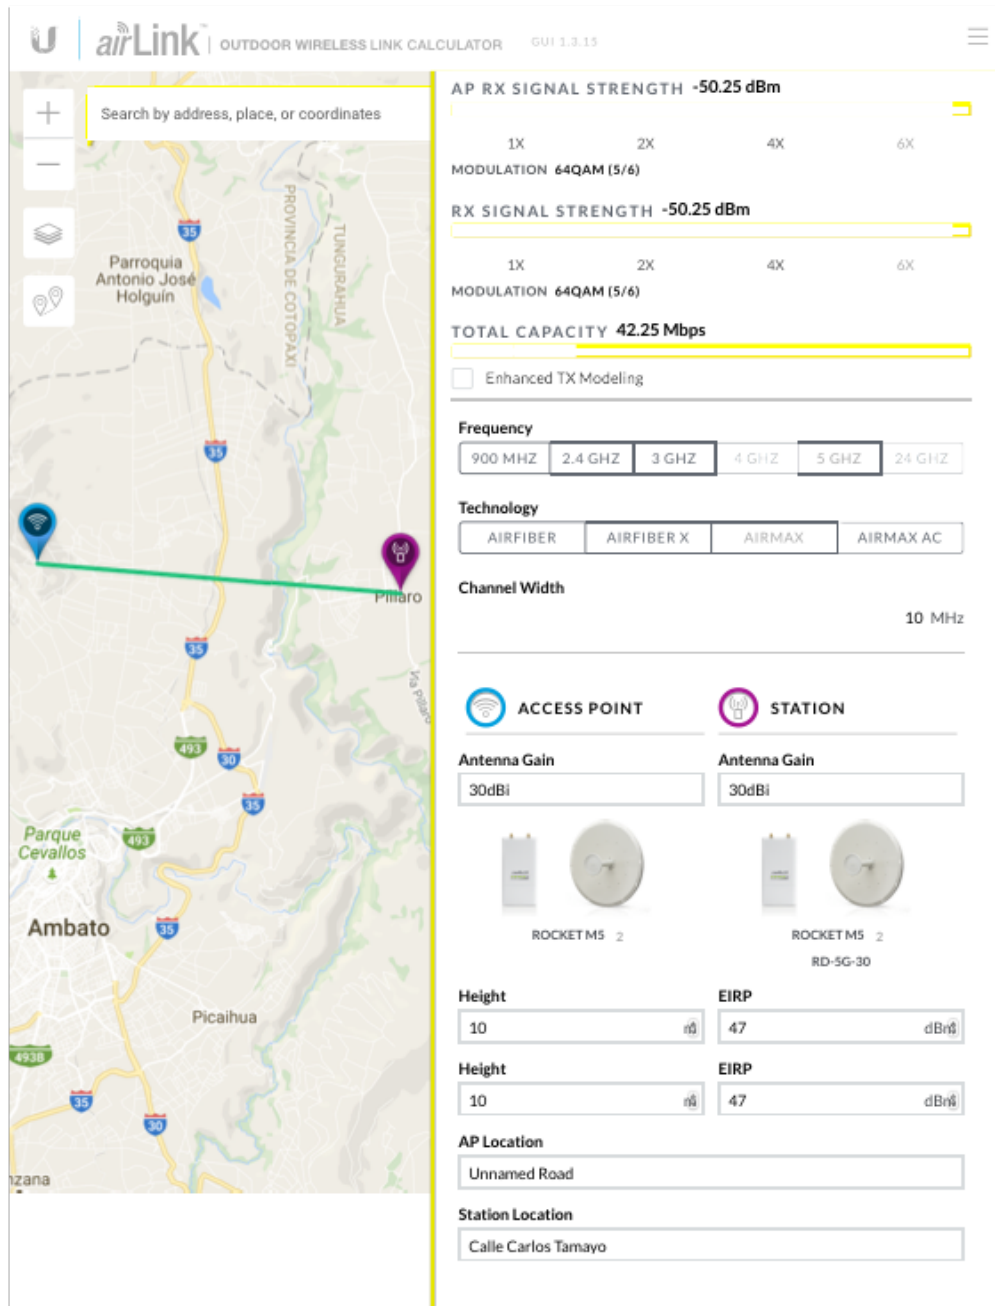 airLink™ | OUTDOOR WIRELESS LINK CALCULATOR GUI 1.3.15
Search by address, place, or coordinates
35
Parroquia
Antonio José
Holguín
PROVINCIA DE COTOPAXI
TUNGURAHUA
35
Píllaro
35
Vía Píllaro
493
30
35
Parque
Cevallos
493
Ambato
35
Picaihua
493B
35
30
nzana
AP RX SIGNAL STRENGTH -50.25 dBm
1X 2X 4X 6X
MODULATION 64QAM (5/6)
RX SIGNAL STRENGTH -50.25 dBm
1X 2X 4X 6X
MODULATION 64QAM (5/6)
TOTAL CAPACITY 42.25 Mbps
Enhanced TX Modeling
Frequency
900 MHZ 2.4 GHZ 3 GHZ 4 GHZ 5 GHZ 24 GHZ
Technology
AIRFIBER AIRFIBER X AIRMAX AIRMAX AC
Channel Width
10 MHz
ACCESS POINT STATION
Antenna Gain Antenna Gain
30dBi 30dBi
ROCKET M5 2 ROCKET M5 2
RD-5G-30
Height EIRP
10 m 47 dBm
Height EIRP
10 m 47 dBm
AP Location
Unnamed Road
Station Location
Calle Carlos Tamayo